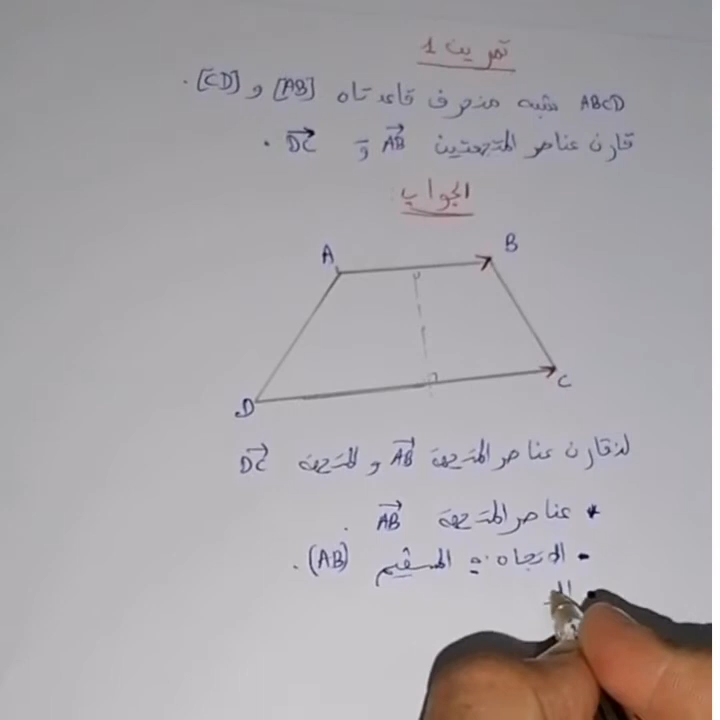 تمرين 1
ABCD شبه منحرف قاعدتاه [AB] و [CD] .
قارن عناصر المتجهتين AB و DC .
الجواب
A
B
D
C
لنقارن عناصر المتجهة AB و المتجهة DC
* عناصر المتجهة AB .
- الاتجاه : المستقيم (AB) .